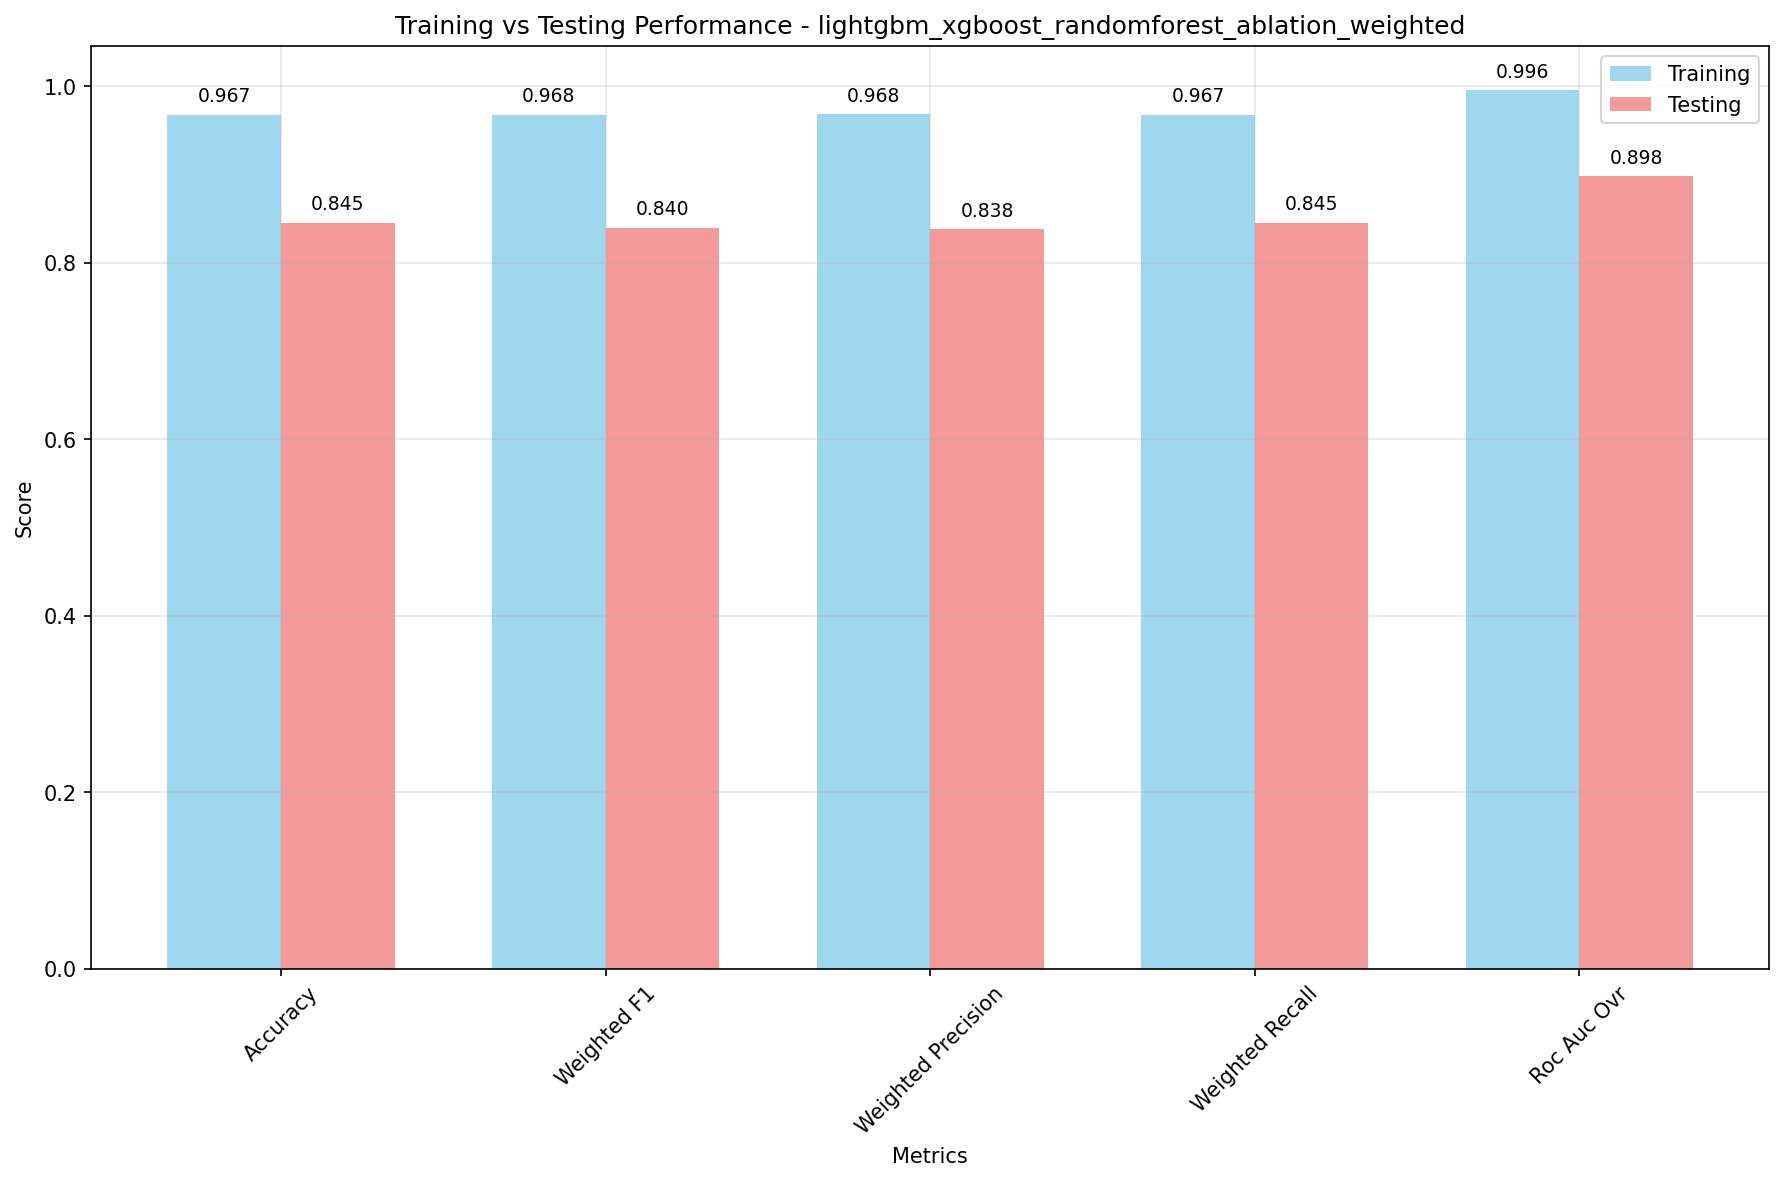 Training vs Testing Performance - lightgbm_xgboost_randomforest_ablation_weighted
Training
Testing
0.967
0.968
0.968
0.967
0.996
0.845
0.840
0.838
0.845
0.898
1.0
0.8
0.6
0.4
0.2
0.0
Score
Accuracy
Weighted F1
Weighted Precision
Weighted Recall
Roc Auc Ovr
Metrics